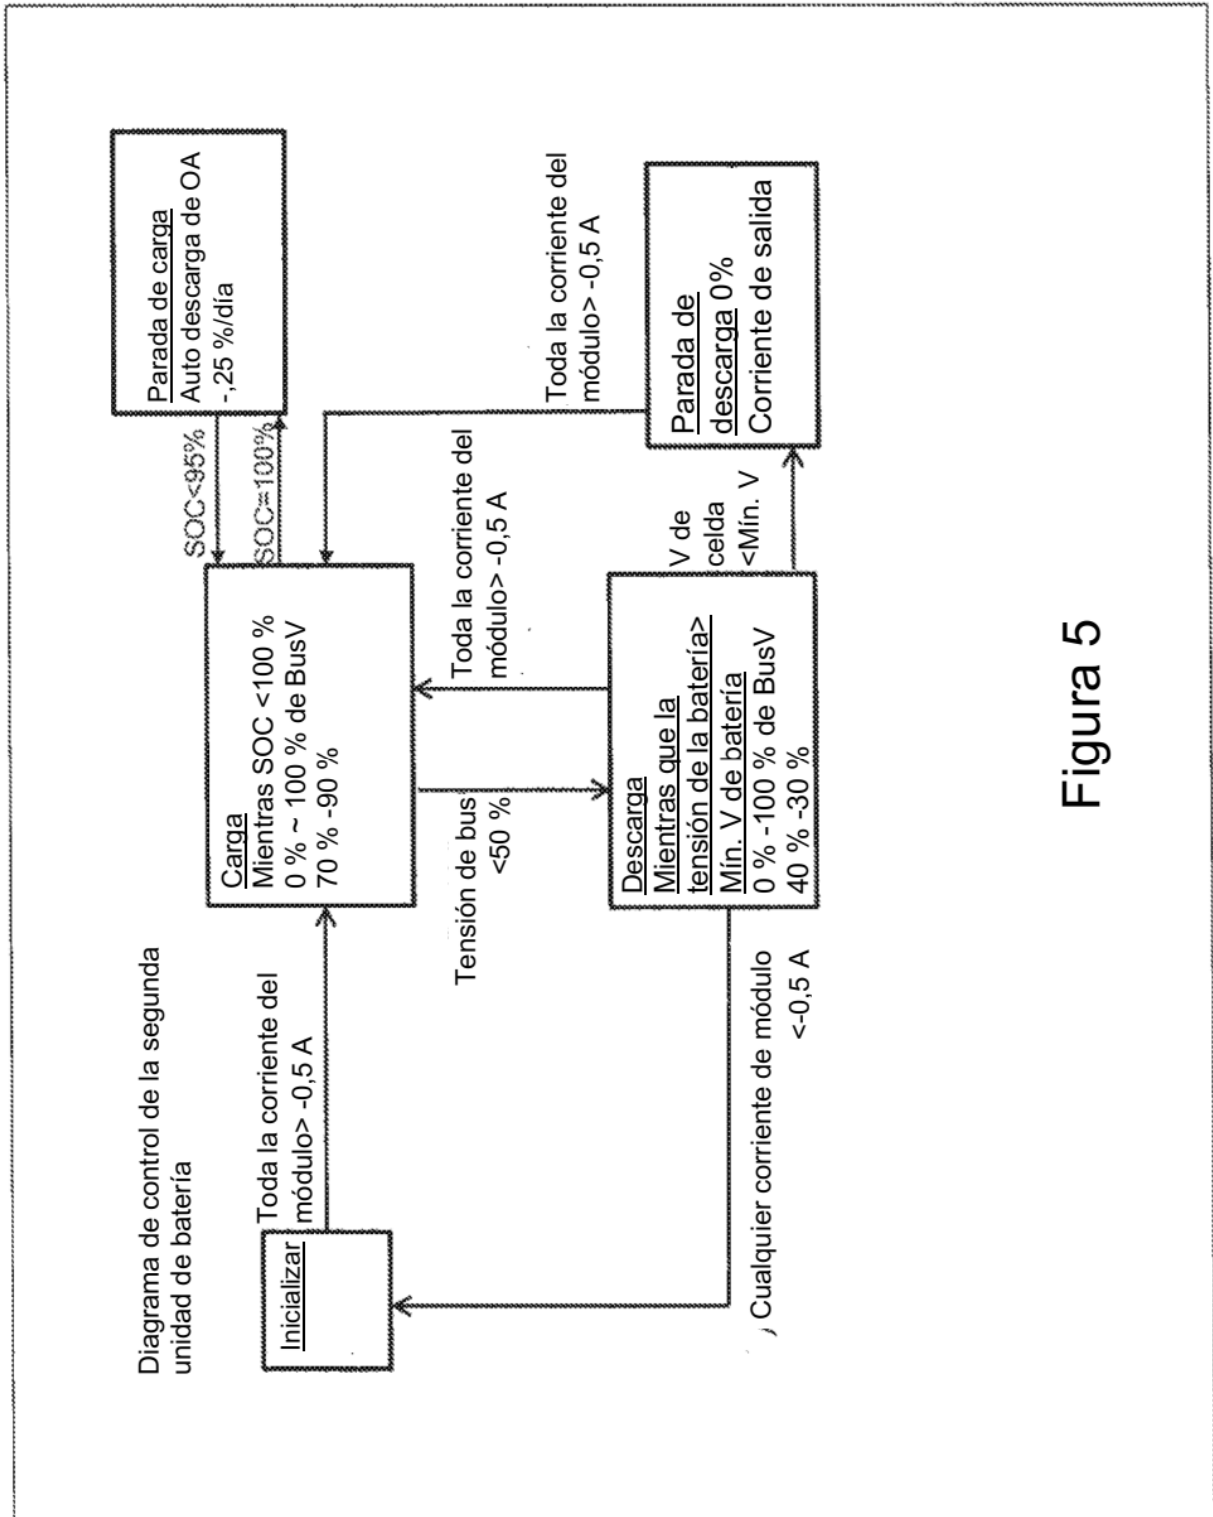 Diagrama de control de la segunda
unidad de batería
Inicializar
Toda la corriente del
módulo> -0,5 A
Carga
Mientras SOC <100 %
0 % ~ 100 % de BusV
70 % -90 %
SOC<95%
SOC=100%
Parada de carga
Auto descarga de OA
-,25 %/día
Tensión de bus
<50 %
Toda la corriente del
módulo> -0,5 A
Toda la corriente del
módulo> -0,5 A
Cualquier corriente de módulo
<-0,5 A
Descarga
Mientras que la
tensión de la batería>
Mín. V de batería
0 % -100 % de BusV
40 % -30 %
V de
celda
<Mín. V
Parada de
descarga 0%
Corriente de salida
Figura 5